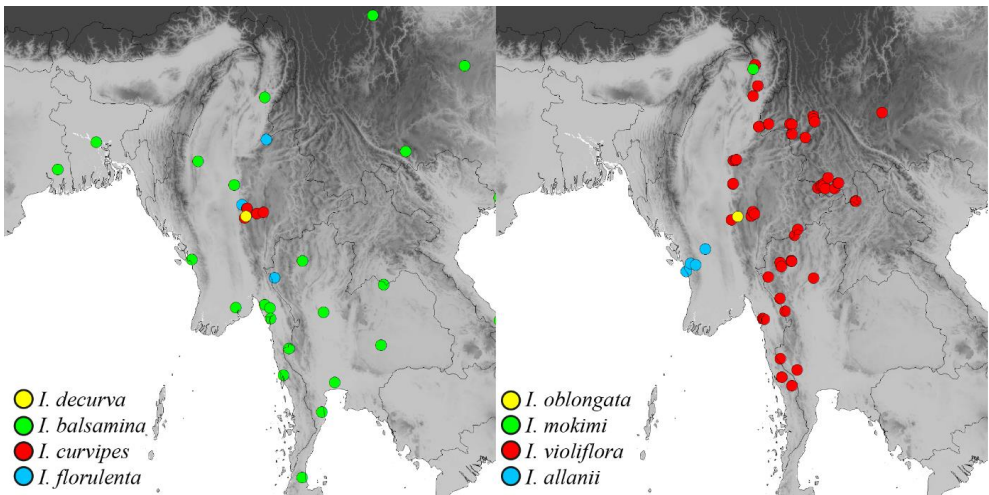 I. decurva
I. balsamina
I. curvipes
I. florulenta
I. oblongata
I. mokimi
I. violiflora
I. allanii